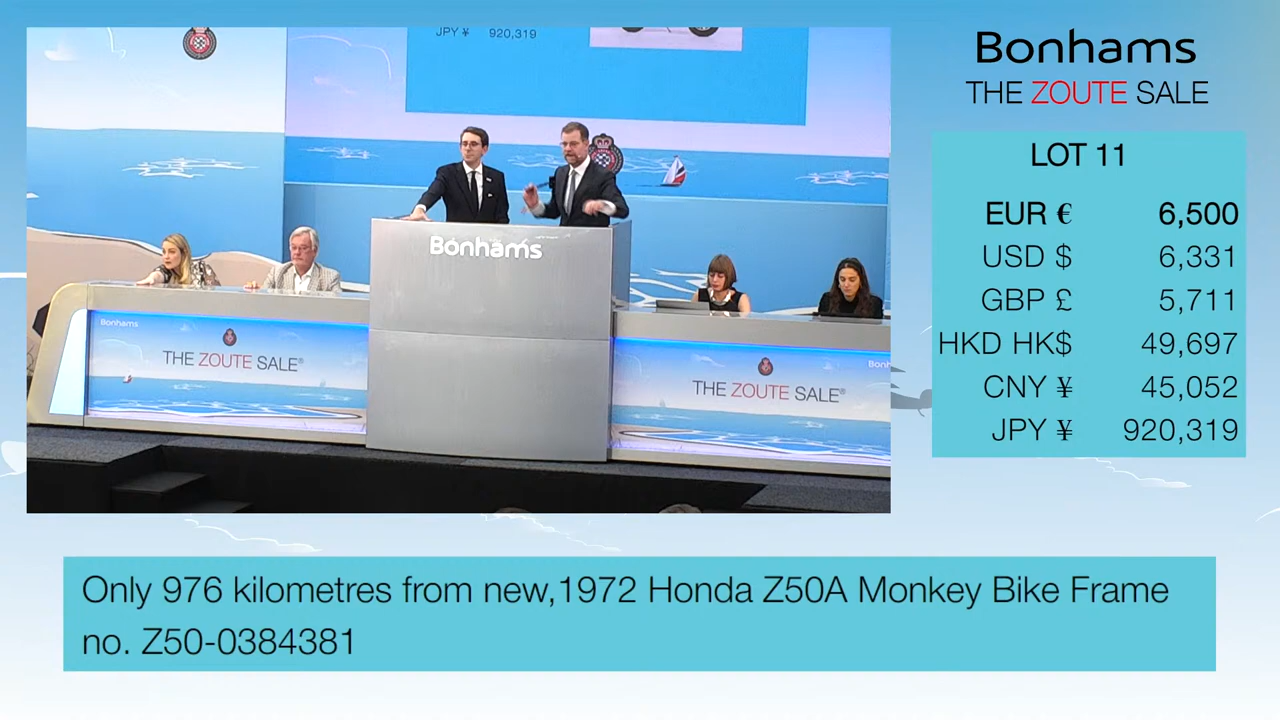 JPY ¥ 920,319
Bonhams
Bonhams
THE ZOUTE SALE®
THE ZOUTE SALE®
Bonhams
THE ZOUTE SALE
LOT 11
EUR € 6,500
USD $ 6,331
GBP £ 5,711
HKD HK$ 49,697
CNY ¥ 45,052
JPY ¥ 920,319
Only 976 kilometres from new,1972 Honda Z50A Monkey Bike Frame
no. Z50-0384381